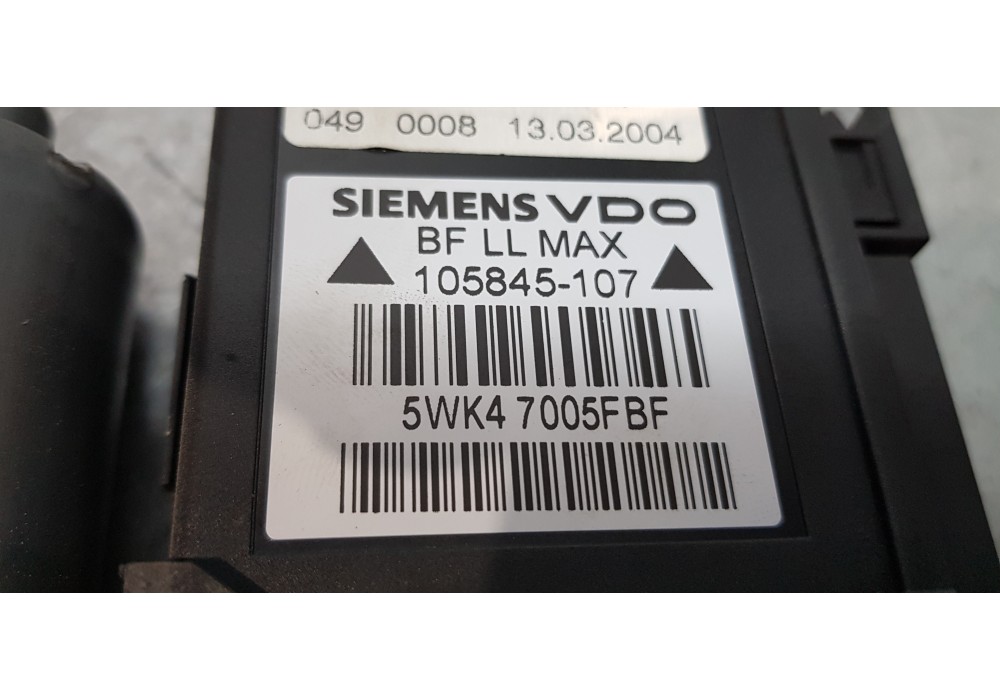 049 0008 13.03.2004
SIEMENS VDO
BF LL MAX
105845-107
5WK4 7005FBF